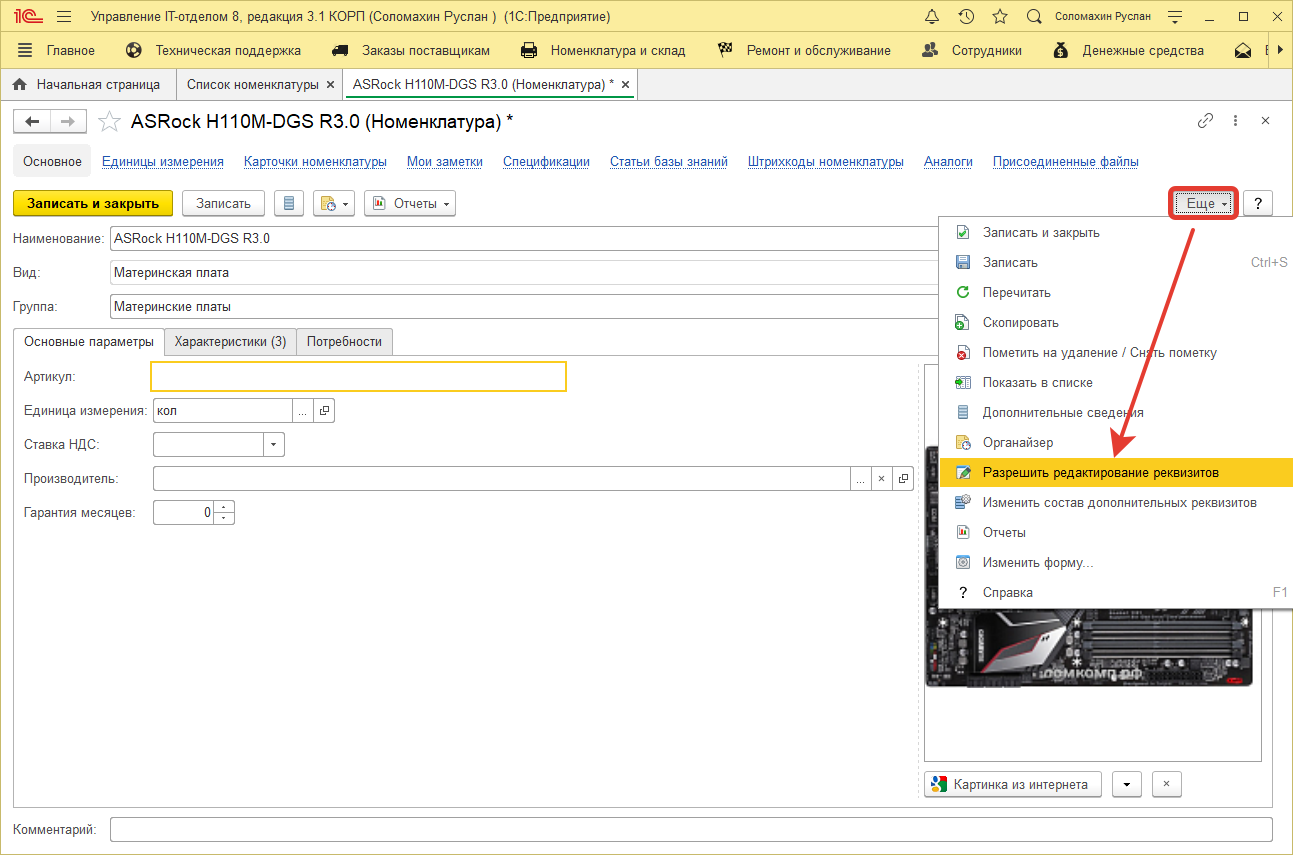 1С Управление IT-отделом 8, редакция 3.1 КОРП (Соломахин Руслан ) (1С:Предприятие) Соломахин Руслан
Главное Техническая поддержка Заказы поставщикам Номенклатура и склад Ремонт и обслуживание Сотрудники Денежные средства
Начальная страница Список номенклатуры × ASRock H110M-DGS R3.0 (Номенклатура) * ×
ASRock H110M-DGS R3.0 (Номенклатура) *
Основное Единицы измерения Карточки номенклатуры Мои заметки Спецификации Статьи базы знаний Штрихкоды номенклатуры Аналоги Присоединенные файлы
Записать и закрыть Записать Отчеты Еще ?
Наименование: ASRock H110M-DGS R3.0
Вид: Материнская плата
Группа: Материнские платы
Основные параметры Характеристики (3) Потребности
Артикул:
Единица измерения: кол ...
Ставка НДС:
Производитель: ... ×
Гарантия месяцев: 0
Записать и закрыть
Записать Ctrl+S
Перечитать
Скопировать
Пометить на удаление / Снять пометку
Показать в списке
Дополнительные сведения
Органайзер
Разрешить редактирование реквизитов
Изменить состав дополнительных реквизитов
Отчеты
Изменить форму...
? Справка F1
домкомп.рф
Картинка из интернета ×
Комментарий: